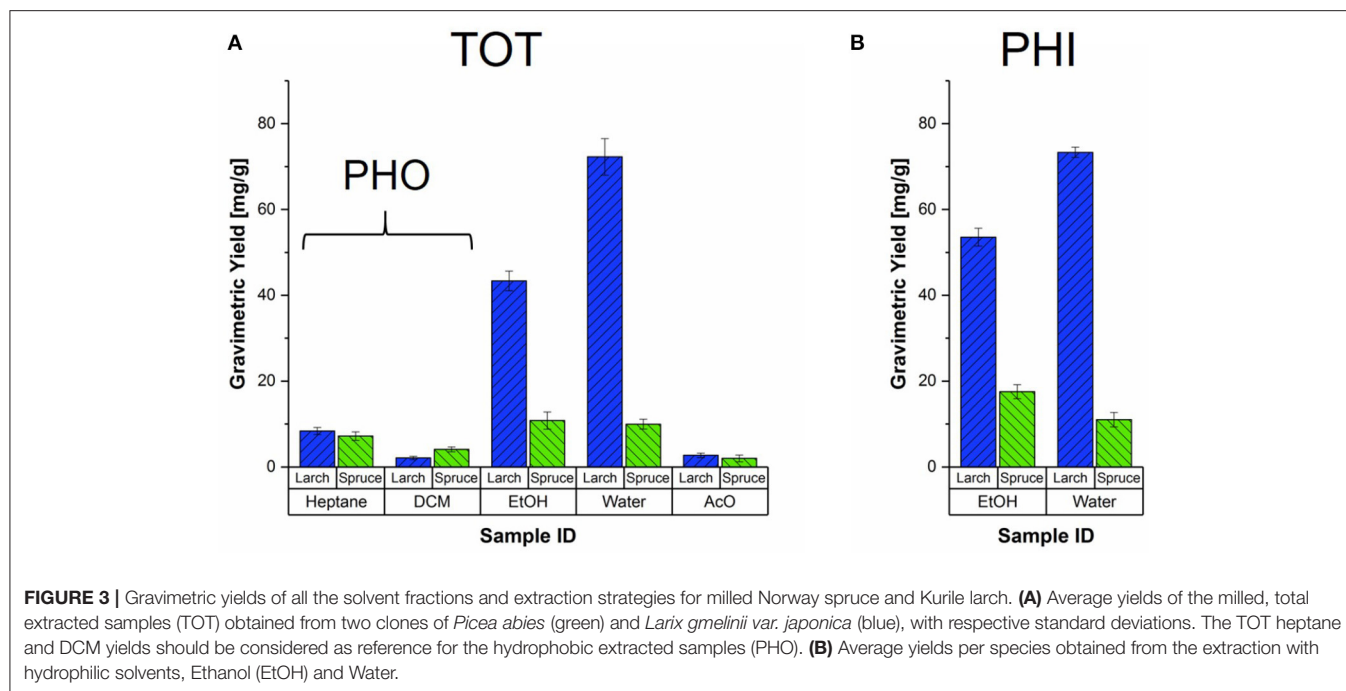 A
TOT
B
PHI
80
60
40
20
0
Gravimetric Yield [mg/g]
PHO
Larch Spruce Larch Spruce Larch Spruce Larch Spruce Larch Spruce
Heptane DCM EtOH Water AcO
Sample ID
80
60
40
20
0
Gravimetric Yield [mg/g]
Larch Spruce Larch Spruce
EtOH Water
Sample ID
FIGURE 3 | Gravimetric yields of all the solvent fractions and extraction strategies for milled Norway spruce and Kurile larch. (A) Average yields of the milled, total
extracted samples (TOT) obtained from two clones of Picea abies (green) and Larix gmelinii var. japonica (blue), with respective standard deviations. The TOT heptane
and DCM yields should be considered as reference for the hydrophobic extracted samples (PHO). (B) Average yields per species obtained from the extraction with
hydrophilic solvents, Ethanol (EtOH) and Water.